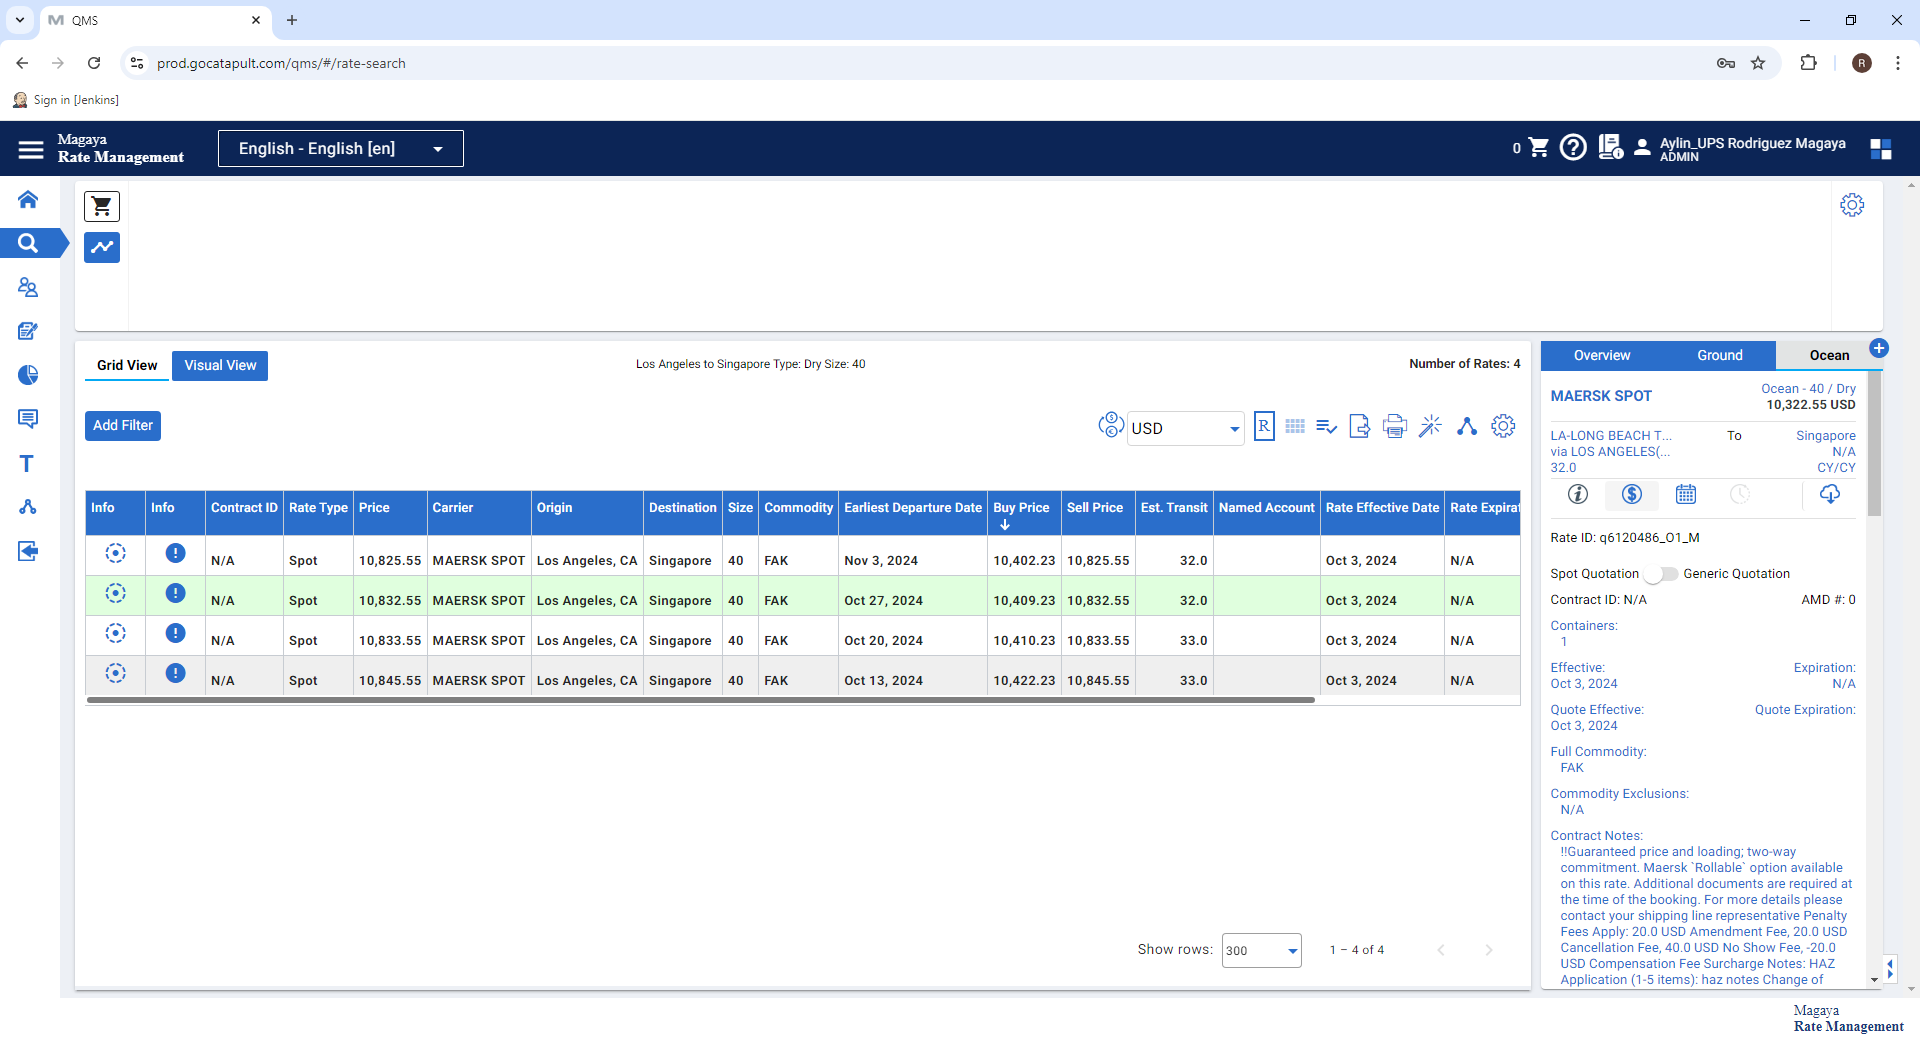 QMS
prod.gocatapult.com/qms/#/rate-search
R
Sign in [Jenkins]
Magaya
Rate Management
English - English [en]
0
Aylin_UPS Rodriguez Magaya
ADMIN
Grid View
Visual View
Los Angeles to Singapore Type: Dry Size: 40
Number of Rates: 4
Add Filter
USD
R
Info Info Contract ID Rate Type Price Carrier Origin Destination Size Commodity Earliest Departure Date Buy Price Sell Price Est. Transit Named Account Rate Effective Date Rate Expirat
N/A Spot 10,825.55 MAERSK SPOT Los Angeles, CA Singapore 40 FAK Nov 3, 2024 10,402.23 10,825.55 32.0 Oct 3, 2024 N/A
N/A Spot 10,832.55 MAERSK SPOT Los Angeles, CA Singapore 40 FAK Oct 27, 2024 10,409.23 10,832.55 32.0 Oct 3, 2024 N/A
N/A Spot 10,833.55 MAERSK SPOT Los Angeles, CA Singapore 40 FAK Oct 20, 2024 10,410.23 10,833.55 33.0 Oct 3, 2024 N/A
N/A Spot 10,845.55 MAERSK SPOT Los Angeles, CA Singapore 40 FAK Oct 13, 2024 10,422.23 10,845.55 33.0 Oct 3, 2024 N/A
Show rows: 300 1 – 4 of 4
Overview Ground Ocean
MAERSK SPOT
Ocean - 40 / Dry
10,322.55 USD
LA-LONG BEACH T... To Singapore
via LOS ANGELES(... N/A
32.0 CY/CY
Rate ID: q6120486_O1_M
Spot Quotation Generic Quotation
Contract ID: N/A AMD #: 0
Containers:
1
Effective: Expiration:
Oct 3, 2024 N/A
Quote Effective: Quote Expiration:
Oct 3, 2024
Full Commodity:
FAK
Commodity Exclusions:
N/A
Contract Notes:
!!Guaranteed price and loading; two-way
commitment. Maersk `Rollable` option available
on this rate. Additional documents are required at
the time of the booking. For more details please
contact your shipping line representative Penalty
Fees Apply: 20.0 USD Amendment Fee, 20.0 USD
Cancellation Fee, 40.0 USD No Show Fee, -20.0
USD Compensation Fee Surcharge Notes: HAZ
Application (1-5 items): haz notes Change of
Magaya
Rate Management